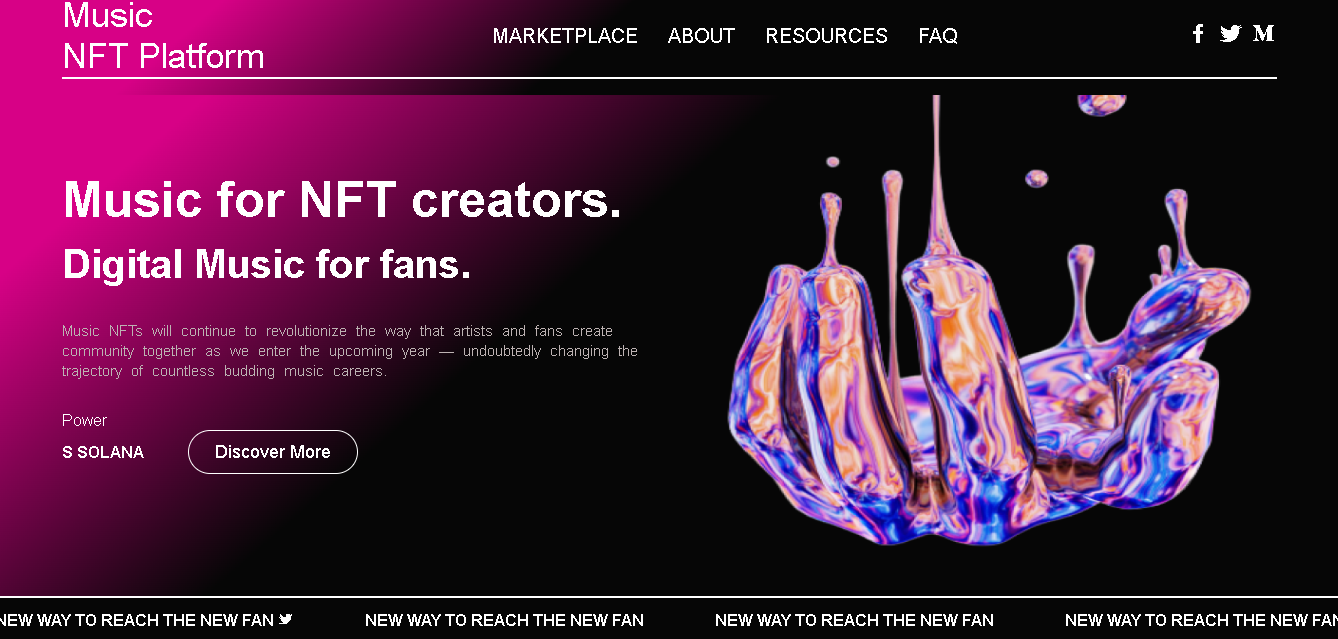 Music
NFT Platform
MARKETPLACE ABOUT RESOURCES FAQ
Music for NFT creators.
Digital Music for fans.
Music NFTs will continue to revolutionize the way that artists and fans create
community together as we enter the upcoming year — undoubtedly changing the
trajectory of countless budding music careers.
Power
S SOLANA
Discover More
NEW WAY TO REACH THE NEW FAN NEW WAY TO REACH THE NEW FAN NEW WAY TO REACH THE NEW FAN NEW WAY TO REACH THE NEW FAN